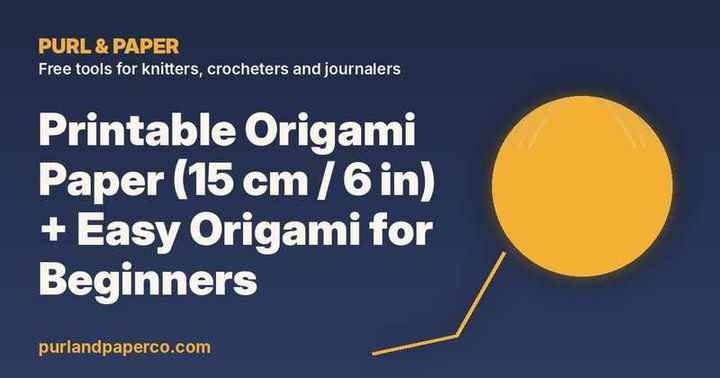 PURL & PAPER
Free tools for knitters, crocheters and journalers
Printable Origami
Paper (15 cm / 6 in)
+ Easy Origami for
Beginners
purlandpaperco.com